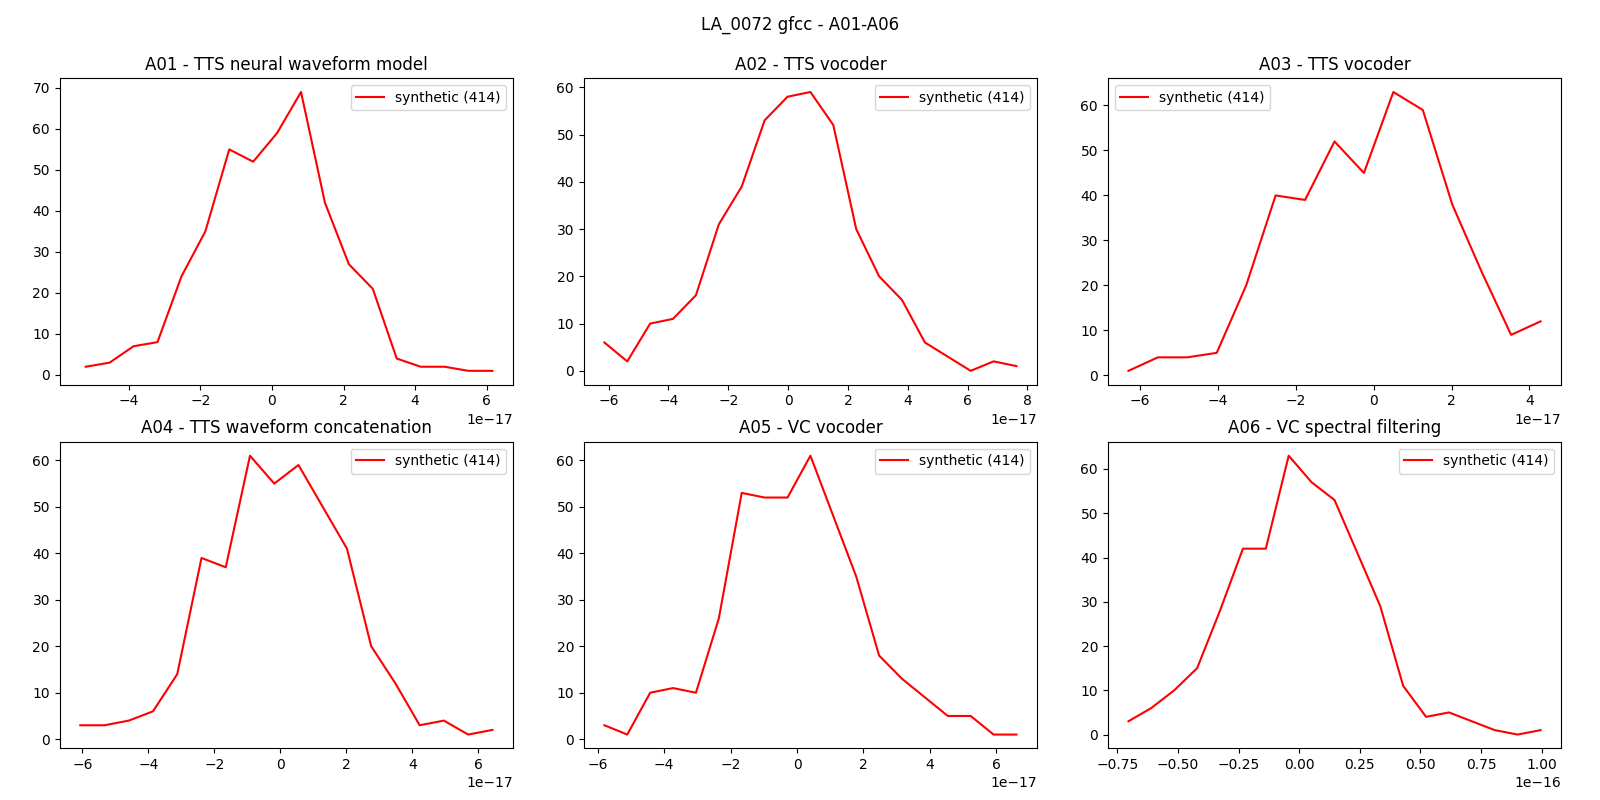 LA_0072 gfcc - A01-A06
A01 - TTS neural waveform model
synthetic (414)
70
60
50
40
30
20
10
0
−4 −2 0 2 4 6
1e−17
A02 - TTS vocoder
synthetic (414)
60
50
40
30
20
10
0
−6 −4 −2 0 2 4 6 8
1e−17
A03 - TTS vocoder
synthetic (414)
60
50
40
30
20
10
0
−6 −4 −2 0 2 4
1e−17
A04 - TTS waveform concatenation
synthetic (414)
60
50
40
30
20
10
0
−6 −4 −2 0 2 4 6
1e−17
A05 - VC vocoder
synthetic (414)
60
50
40
30
20
10
0
−6 −4 −2 0 2 4 6
1e−17
A06 - VC spectral filtering
synthetic (414)
60
50
40
30
20
10
0
−0.75 −0.50 −0.25 0.00 0.25 0.50 0.75 1.00
1e−16